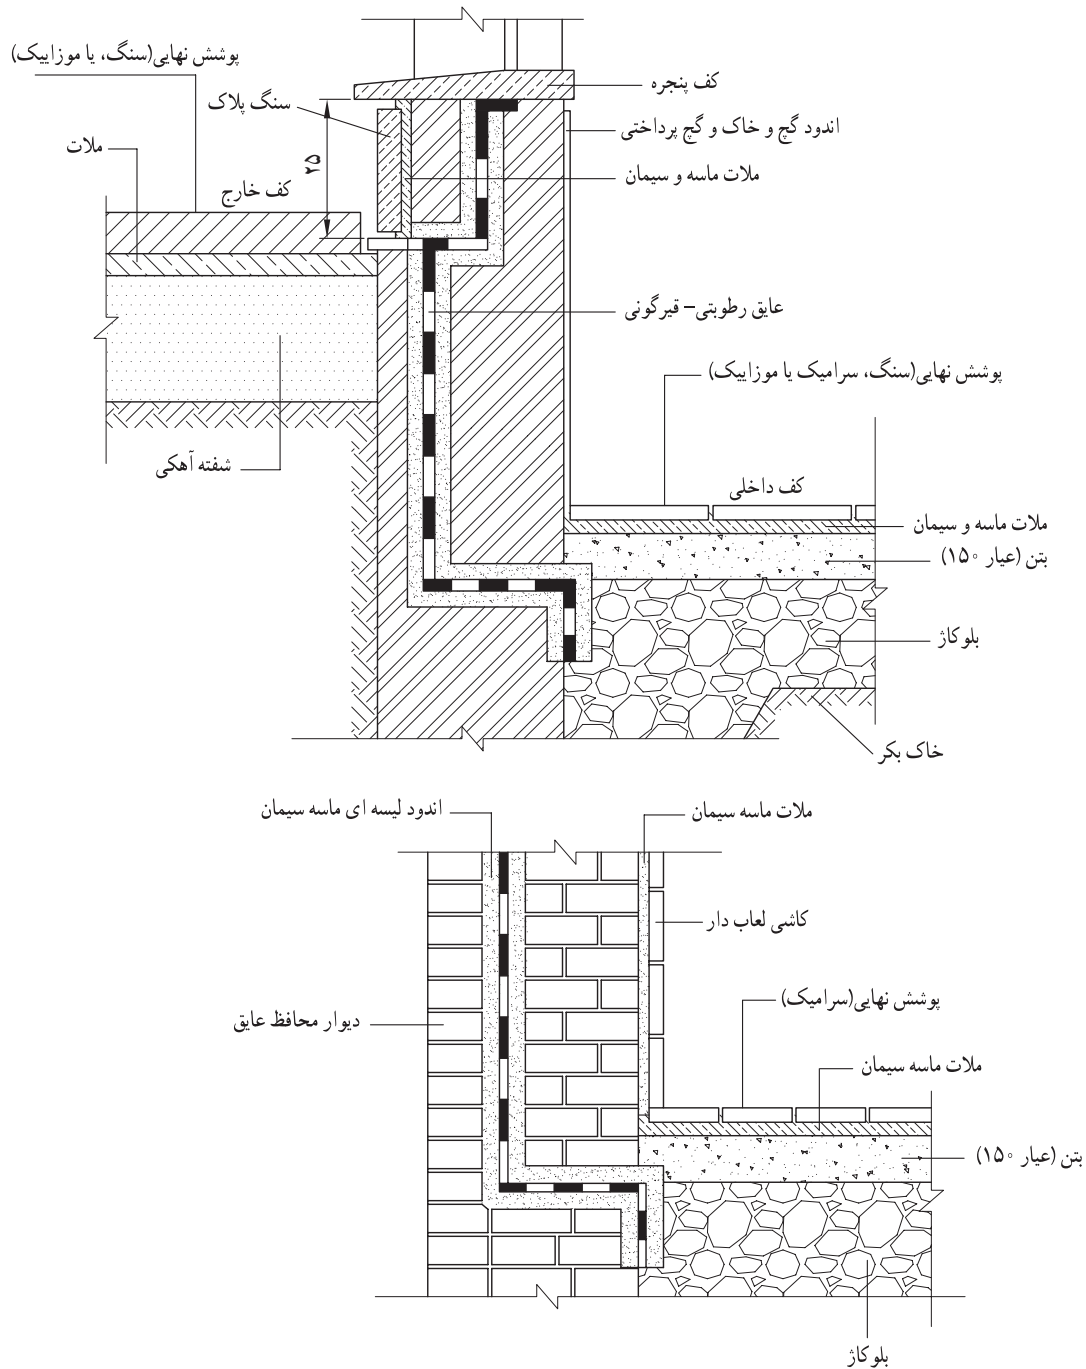 پوشش نهایی(سنگ، یا موزاییک)
کف پنجره
سنگ پلاک
اندود گچ و خاک و گچ پرداختی
ملات
۲۵
ملات ماسه و سیمان
کف خارج
عایق رطوبتی- قیرگونی
پوشش نهایی(سنگ، سرامیک یا موزاییک)
شفته آهکی
کف داخلی
ملات ماسه و سیمان
بتن (عیار ۱۵۰)
بلوکاژ
خاک بکر
اندود لیسه ای ماسه سیمان
ملات ماسه سیمان
کاشی لعاب دار
پوشش نهایی(سرامیک)
دیوار محافظ عایق
ملات ماسه سیمان
بتن (عیار ۱۵۰)
بلوکاژ